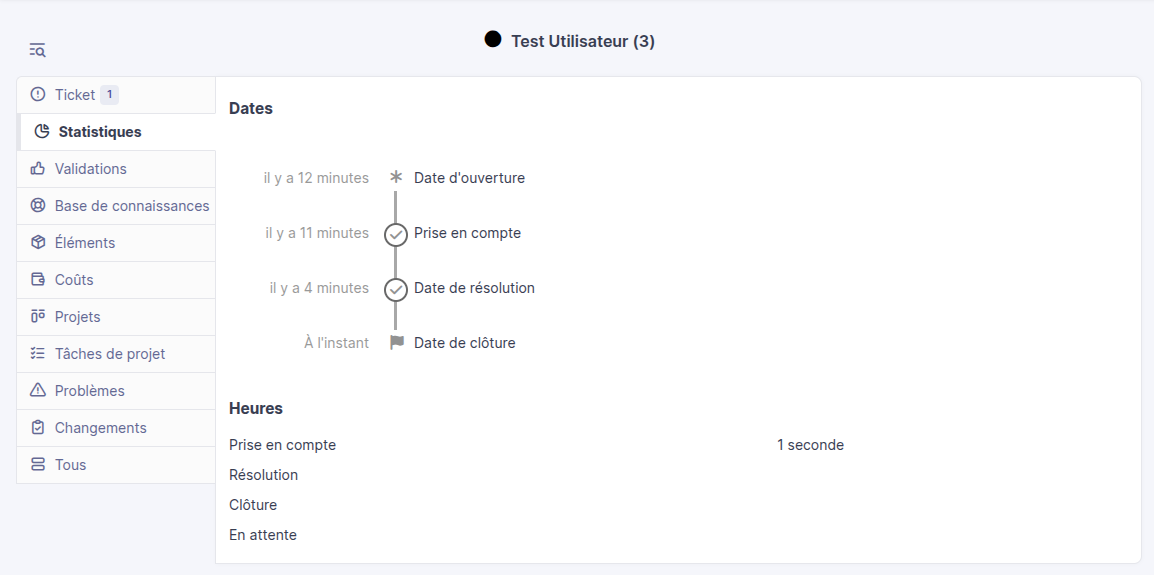 Test Utilisateur (3)
Ticket 1
Statistiques
Validations
Base de connaissances
Éléments
Coûts
Projets
Tâches de projet
Problèmes
Changements
Tous
Dates
il y a 12 minutes Date d'ouverture
il y a 11 minutes Prise en compte
il y a 4 minutes Date de résolution
À l'instant Date de clôture
Heures
Prise en compte 1 seconde
Résolution
Clôture
En attente